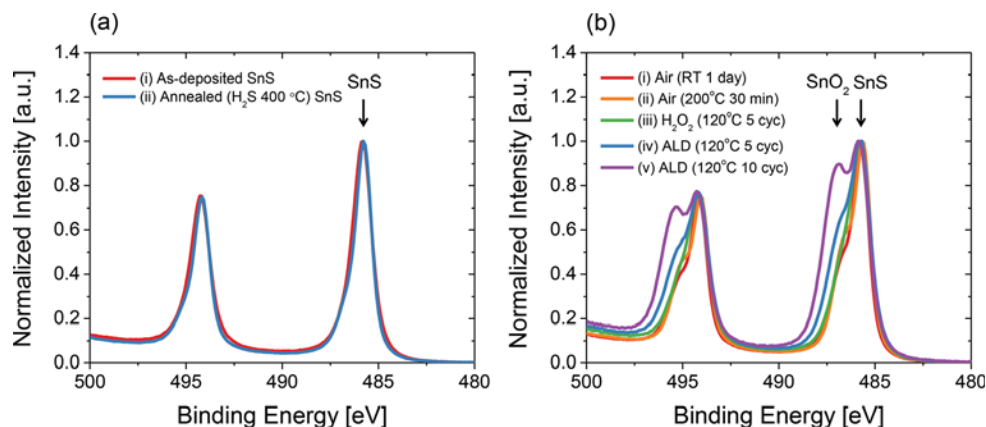 (a)
Normalized Intensity [a.u.]
1.4
1.2
1.0
0.8
0.6
0.4
0.2
0.0
(i) As-deposited SnS
(ii) Annealed (H₂S 400 °C) SnS
SnS
500 495 490 485 480
Binding Energy [eV]
(b)
Normalized Intensity [a.u.]
1.4
1.2
1.0
0.8
0.6
0.4
0.2
0.0
(i) Air (RT 1 day)
(ii) Air (200°C 30 min)
(iii) H₂O₂ (120°C 5 cyc)
(iv) ALD (120°C 5 cyc)
(v) ALD (120°C 10 cyc)
SnO₂ SnS
500 495 490 485 480
Binding Energy [eV]